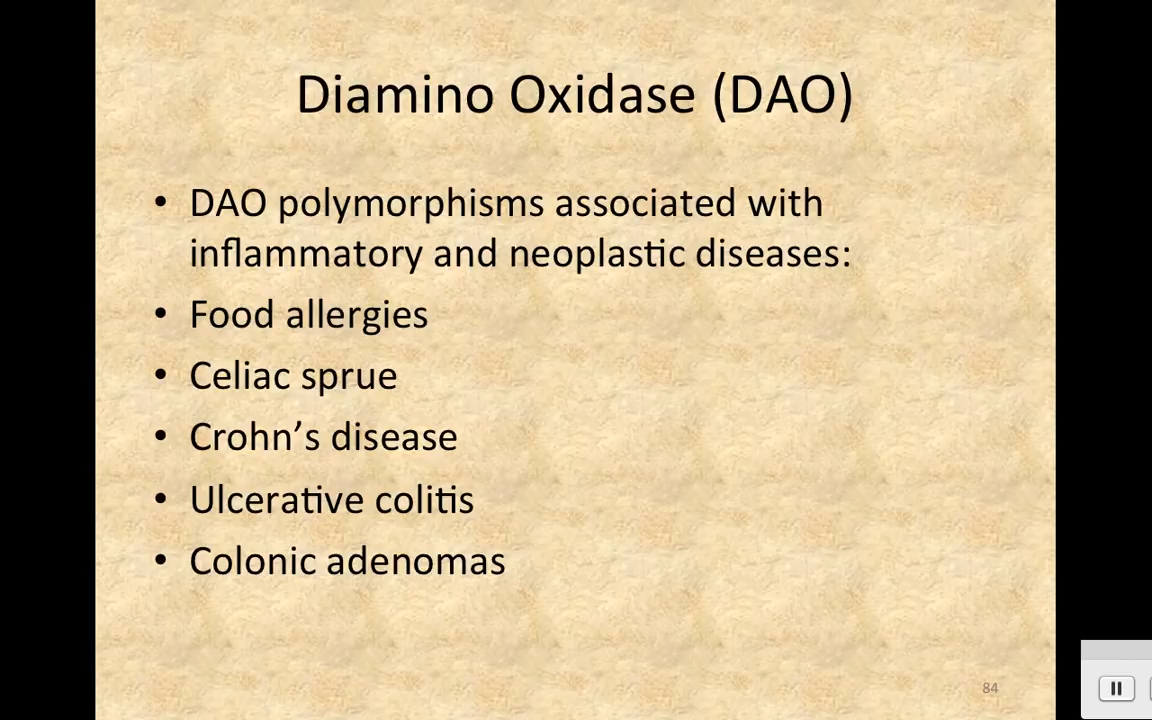 Diamino Oxidase (DAO)
• DAO polymorphisms associated with
inflammatory and neoplastic diseases:
• Food allergies
• Celiac sprue
• Crohn’s disease
• Ulcerative colitis
• Colonic adenomas
84